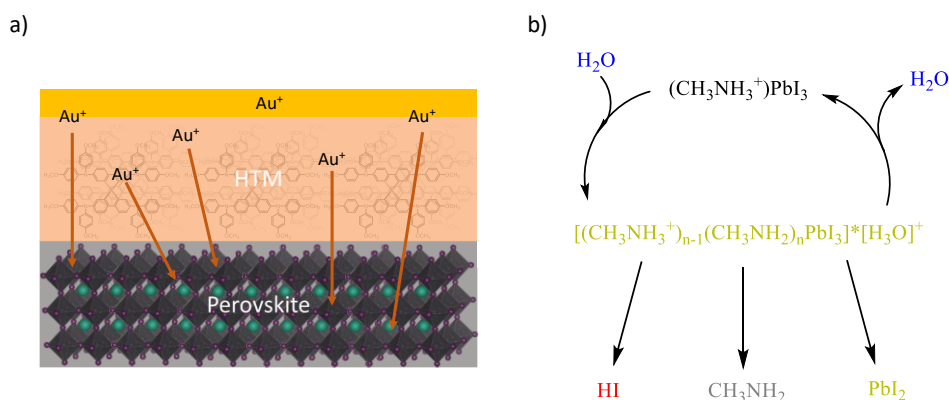 a)
Au⁺
Au⁺
Au⁺
Au⁺
Au⁺
Au⁺
HTM
Perovskite
b)
H₂O
(CH₃NH₃⁺)PbI₃
H₂O
[(CH₃NH₃⁺)ₙ₋₁(CH₃NH₂)ₙPbI₃]*[H₃O]⁺
HI
CH₃NH₂
PbI₂